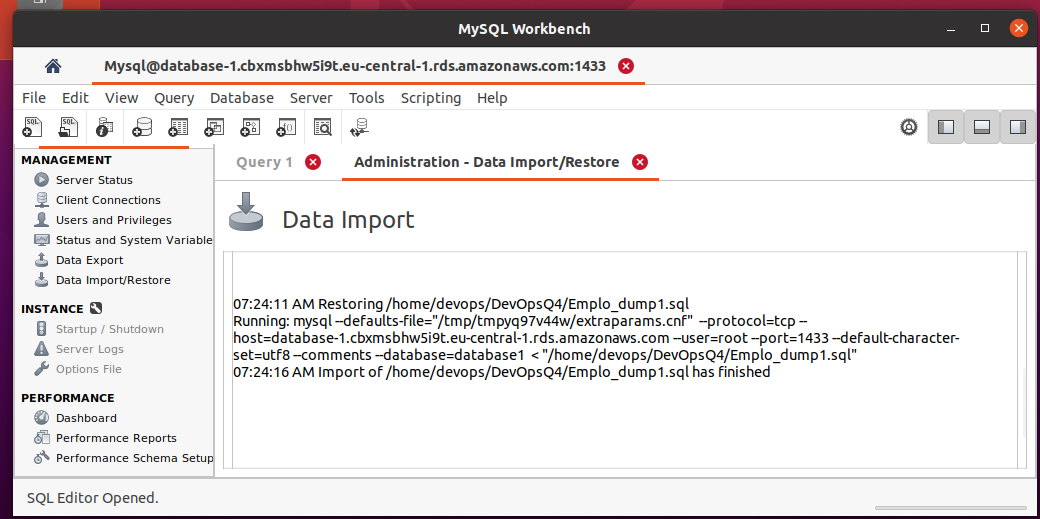 MySQL Workbench
Mysql@database-1.cbxmsbhw5i9t.eu-central-1.rds.amazonaws.com:1433
File Edit View Query Database Server Tools Scripting Help
SQL
SQL
MANAGEMENT
Server Status
Client Connections
Users and Privileges
Status and System Variable
Data Export
Data Import/Restore
INSTANCE
Startup / Shutdown
Server Logs
Options File
PERFORMANCE
Dashboard
Performance Reports
Performance Schema Setup
Query 1
Administration - Data Import/Restore
Data Import
07:24:11 AM Restoring /home/devops/DevOpsQ4/Emplo_dump1.sql
Running: mysql --defaults-file="/tmp/tmpyq97v44w/extraparams.cnf"  --protocol=tcp --
host=database-1.cbxmsbhw5i9t.eu-central-1.rds.amazonaws.com --user=root --port=1433 --default-character-
set=utf8 --comments --database=database1  < "/home/devops/DevOpsQ4/Emplo_dump1.sql"
07:24:16 AM Import of /home/devops/DevOpsQ4/Emplo_dump1.sql has finished
SQL Editor Opened.